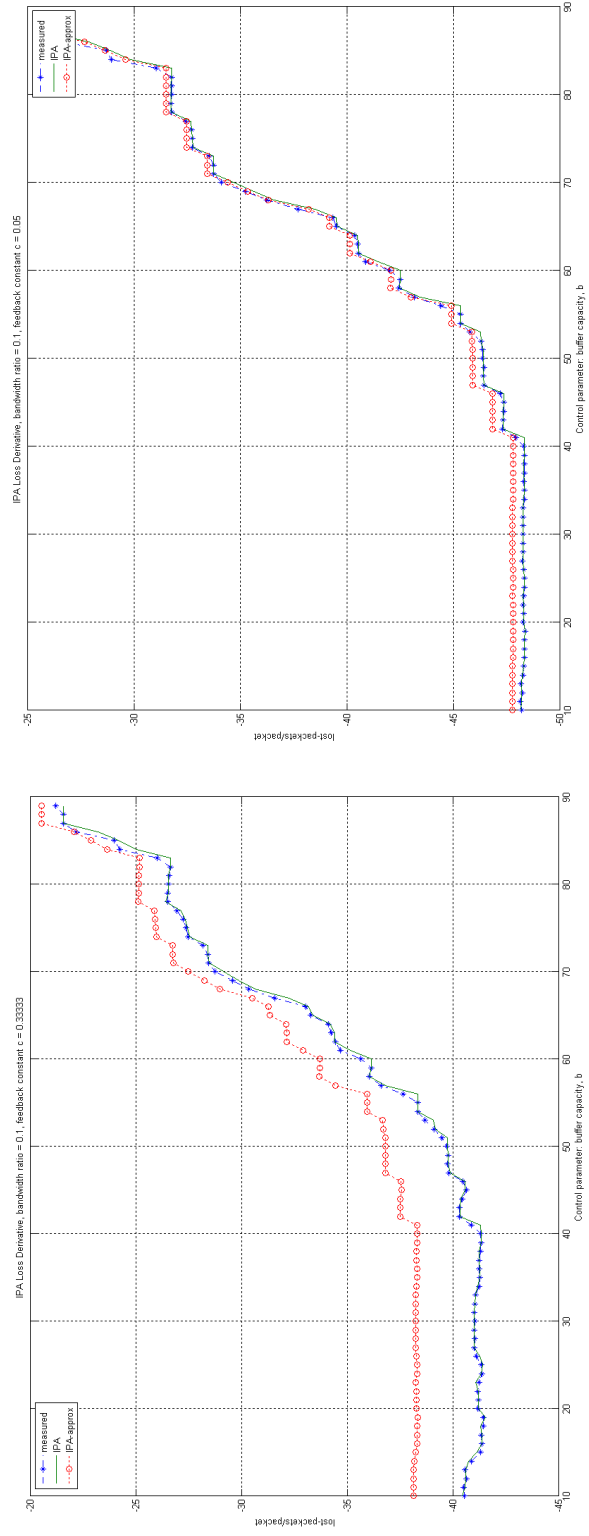 IPA Loss Derivative, bandwidth ratio = 0.1, feedback constant c = 0.33333
-20
-25
-30
-35
-40
-45
lost-packets/packet
10
20
30
40
50
60
70
80
90
Control parameter: buffer capacity, b
measured
IPA
IPA-approx
IPA Loss Derivative, bandwidth ratio = 0.1, feedback constant c = 0.05
-25
-30
-35
-40
-45
-50
lost-packets/packet
10
20
30
40
50
60
70
80
90
Control parameter: buffer capacity, b
measured
IPA
IPA-approx